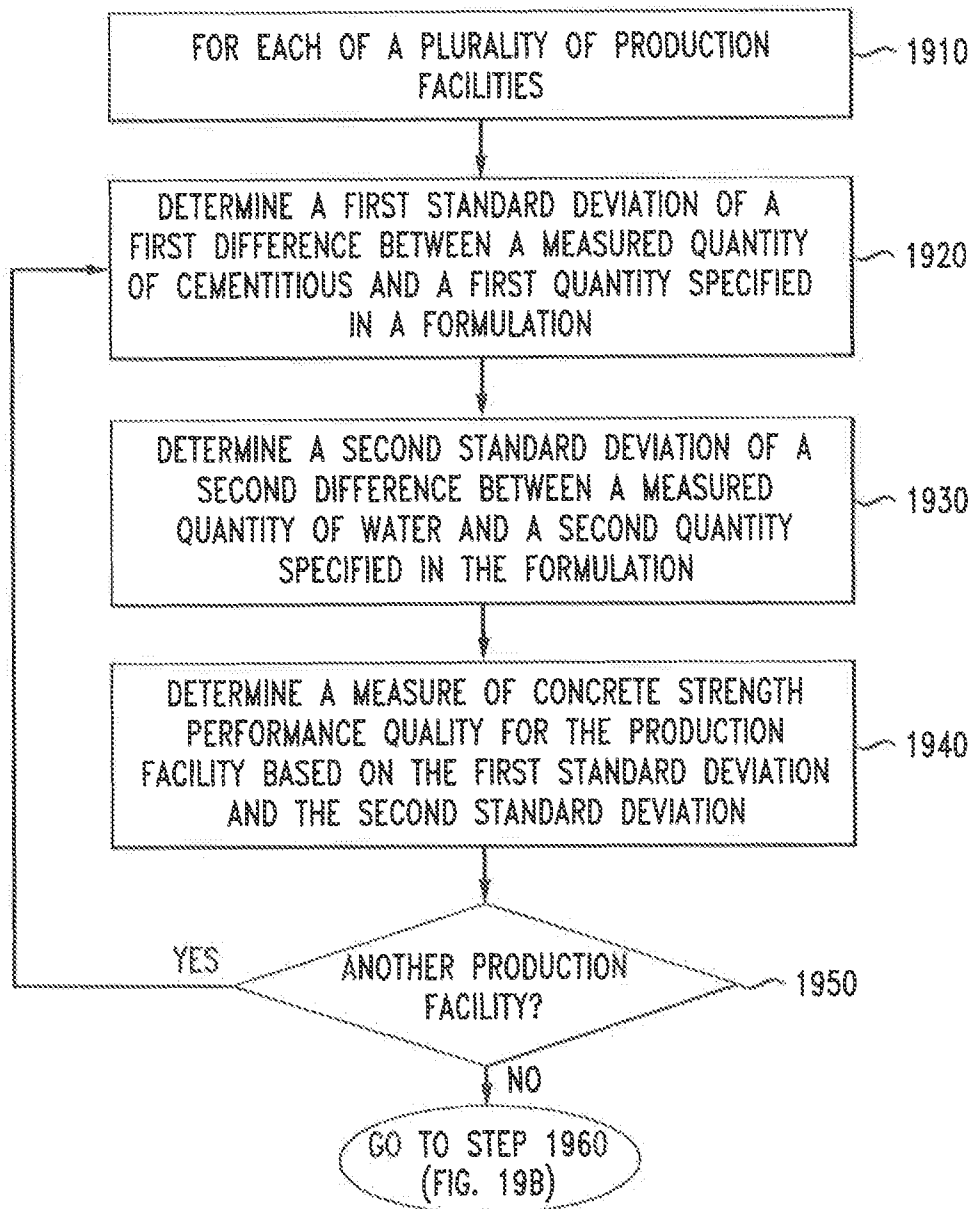 FOR EACH OF A PLURALITY OF PRODUCTION
FACILITIES
1910
DETERMINE A FIRST STANDARD DEVIATION OF A
FIRST DIFFERENCE BETWEEN A MEASURED QUANTITY
OF CEMENTITIOUS AND A FIRST QUANTITY SPECIFIED
IN A FORMULATION
1920
DETERMINE A SECOND STANDARD DEVIATION OF A
SECOND DIFFERENCE BETWEEN A MEASURED
QUANTITY OF WATER AND A SECOND QUANTITY
SPECIFIED IN THE FORMULATION
1930
DETERMINE A MEASURE OF CONCRETE STRENGTH
PERFORMANCE QUALITY FOR THE PRODUCTION
FACILITY BASED ON THE FIRST STANDARD DEVIATION
AND THE SECOND STANDARD DEVIATION
1940
YES
ANOTHER PRODUCTION
FACILITY?
1950
NO
GO TO STEP 1960
(FIG. 19B)